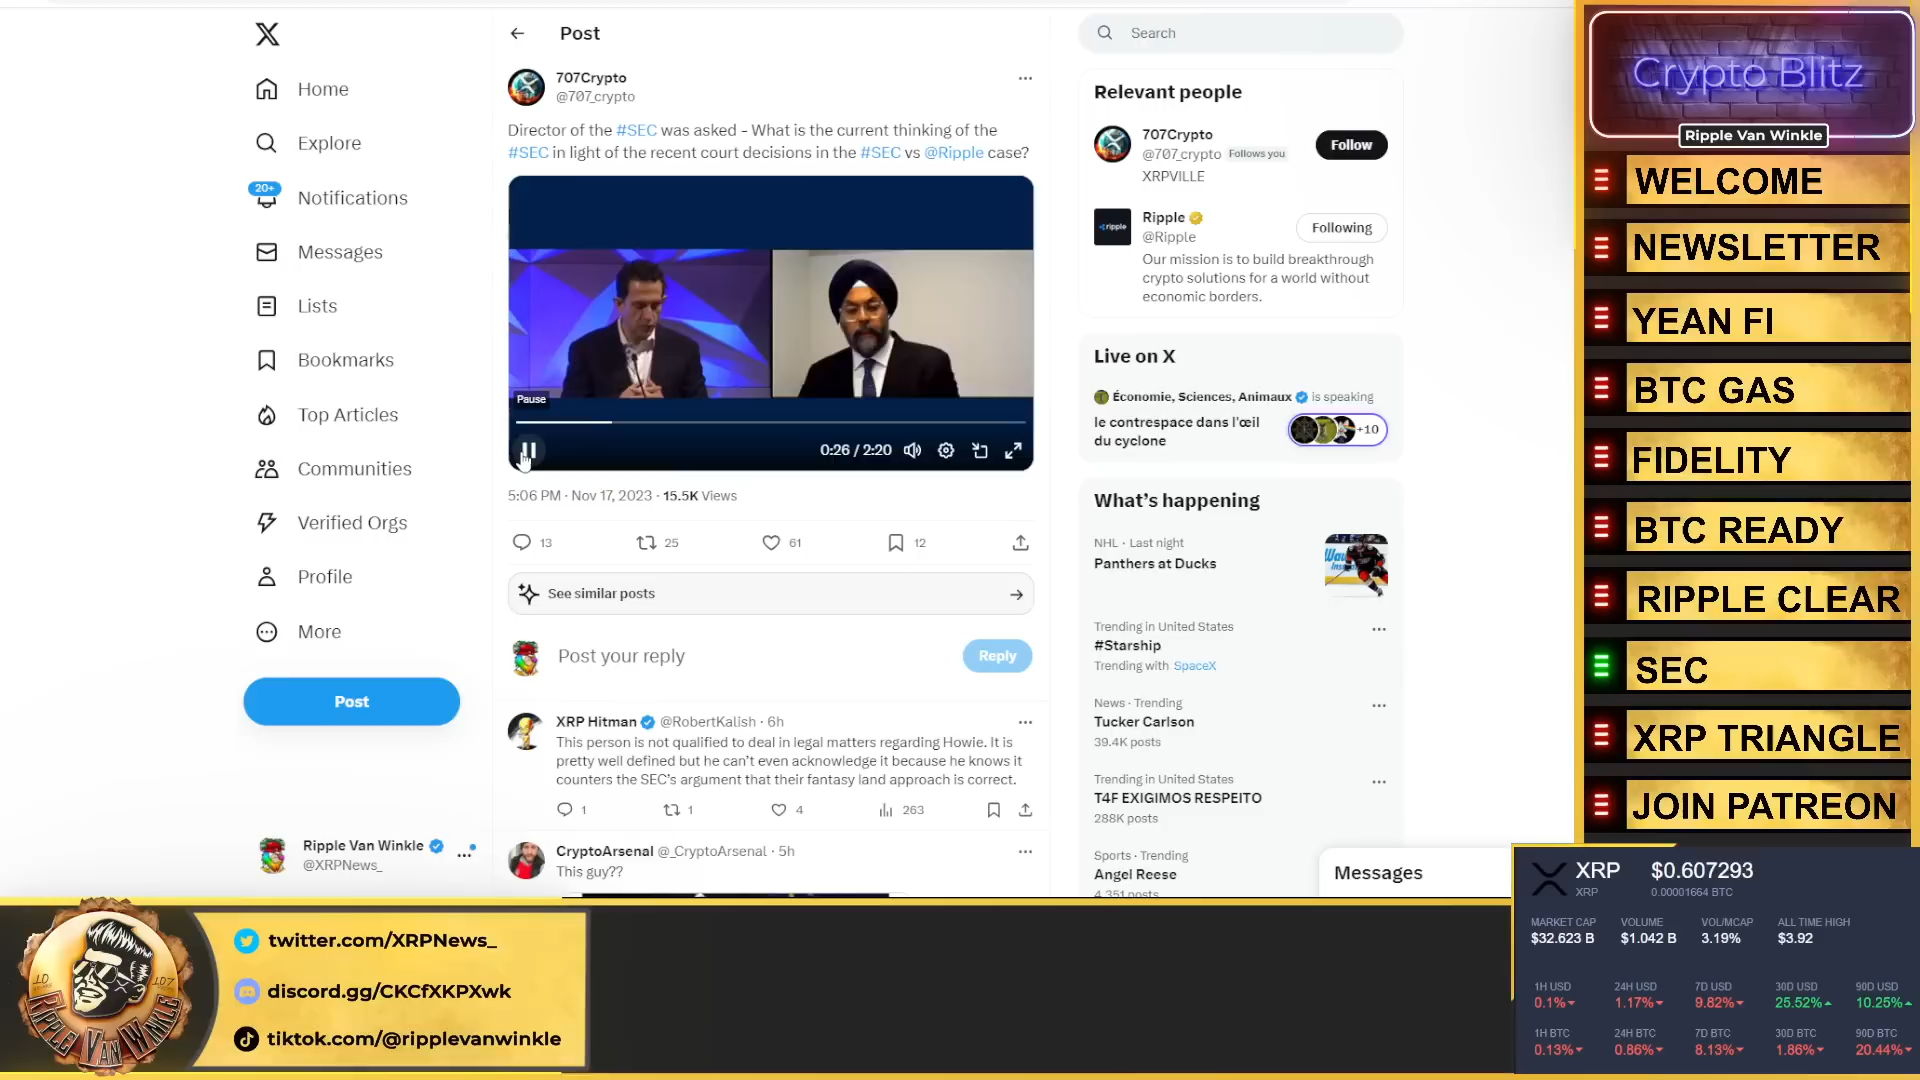 Home
Explore
20+
Notifications
Messages
Lists
Bookmarks
Top Articles
Communities
Verified Orgs
Profile
More
Post
Ripple Van Winkle
@XRPNews_
Post
707Crypto
@707_crypto
Director of the #SEC was asked - What is the current thinking of the
#SEC in light of the recent court decisions in the #SEC vs @Ripple case?
Pause
0:26 / 2:20
5:06 PM · Nov 17, 2023 · 15.5K Views
13 25 61 12
See similar posts
Post your reply
Reply
XRP Hitman @RobertKalish · 6h
This person is not qualified to deal in legal matters regarding Howie. It is
pretty well defined but he can't even acknowledge it because he knows it
counters the SEC's argument that their fantasy land approach is correct.
1 1 4 263
CryptoArsenal @_CryptoArsenal · 5h
This guy??
Search
Relevant people
707Crypto
@707_crypto Follows you
XRPVILLE
Follow
ripple
Ripple
@Ripple
Following
Our mission is to build breakthrough
crypto solutions for a world without
economic borders.
Live on X
Économie, Sciences, Animaux is speaking
le contrespace dans l'œil
du cyclone
+10
What's happening
NHL · Last night
Panthers at Ducks
Trending in United States
#Starship
Trending with SpaceX
News · Trending
Tucker Carlson
39.4K posts
Trending in United States
T4F EXIGIMOS RESPEITO
288K posts
Sports · Trending
Angel Reese
4,351 posts
Messages
Crypto Blitz
Ripple Van Winkle
WELCOME
NEWSLETTER
YEAN FI
BTC GAS
FIDELITY
BTC READY
RIPPLE CLEAR
SEC
XRP TRIANGLE
JOIN PATREON
XRP $0.607293
XRP 0.00001664 BTC
MARKET CAP VOLUME VOL/MCAP ALL TIME HIGH
$32.623 B $1.042 B 3.19% $3.92
1H USD 24H USD 7D USD 30D USD 90D USD
0.1% 1.17% 9.82% 25.52% 10.25%
1H BTC 24H BTC 7D BTC 30D BTC 90D BTC
0.13% 0.86% 8.13% 1.86% 20.44%
10 107
RIPPLE VAN WINKLE
twitter.com/XRPNews_
discord.gg/CKCfXKPXwk
tiktok.com/@ripplevanwinkle